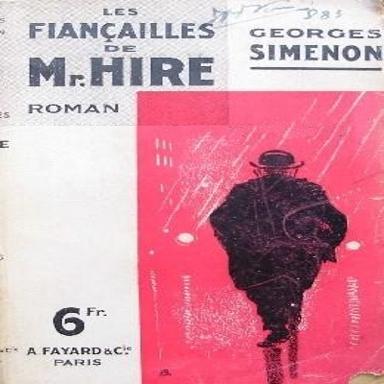 LES
FIANÇAILLES
DE
Mr. HIRE
ROMAN
GEORGES
SIMENON
6 Fr.
A. FAYARD & Cie
PARIS